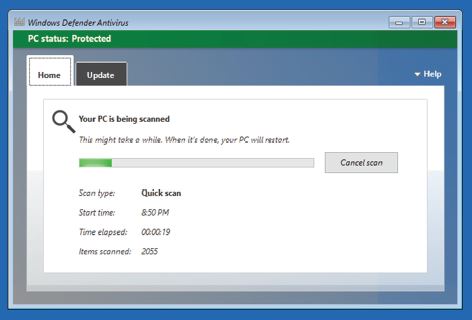 Windows Defender Antivirus
PC status: Protected
Home
Update
Help
Your PC is being scanned
This might take a while. When it's done, your PC will restart.
Cancel scan
Scan type: Quick scan
Start time: 8:50 PM
Time elapsed: 00:00:19
Items scanned: 2055